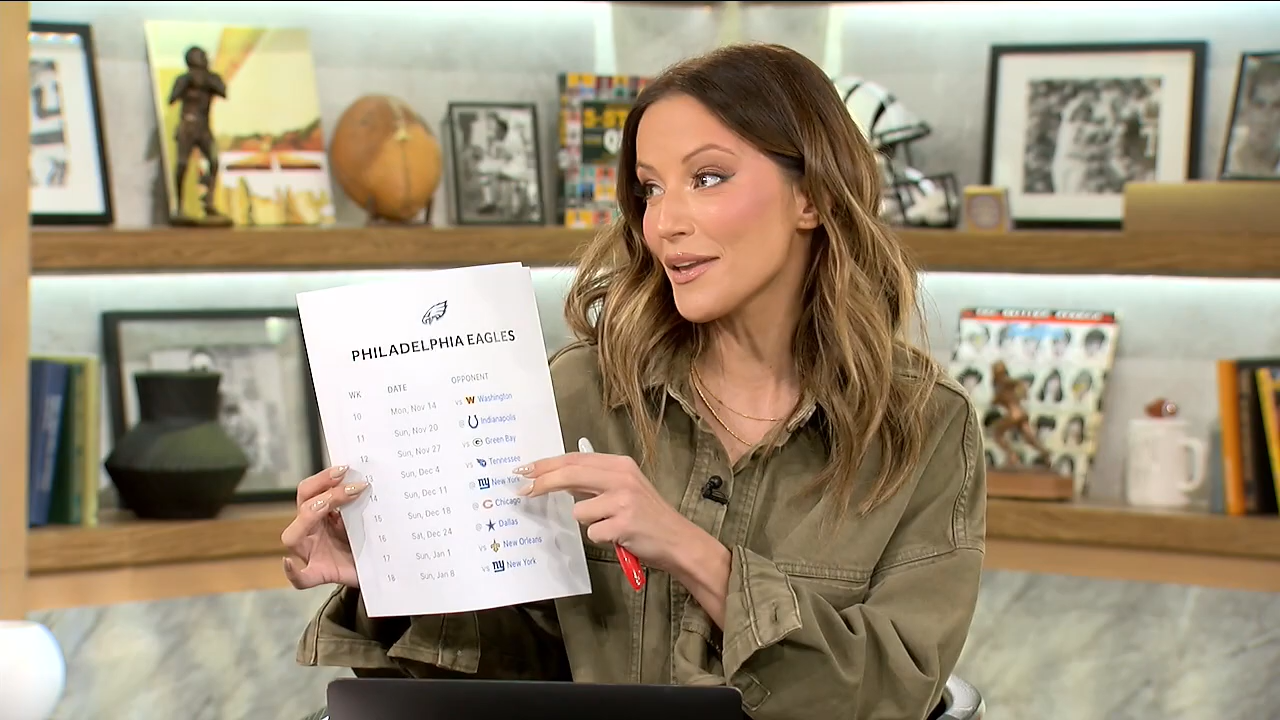 PHILADELPHIA EAGLES
WK DATE OPPONENT
10 Mon, Nov 14 vs W Washington
11 Sun, Nov 20 @ Indianapolis
12 Sun, Nov 27 vs G Green Bay
13 Sun, Dec 4 vs Tennessee
14 Sun, Dec 11 @ ny New York
15 Sun, Dec 18 @ C Chicago
16 Sat, Dec 24 @ Dallas
17 Sun, Jan 1 vs New Orleans
18 Sun, Jan 8 vs ny New York